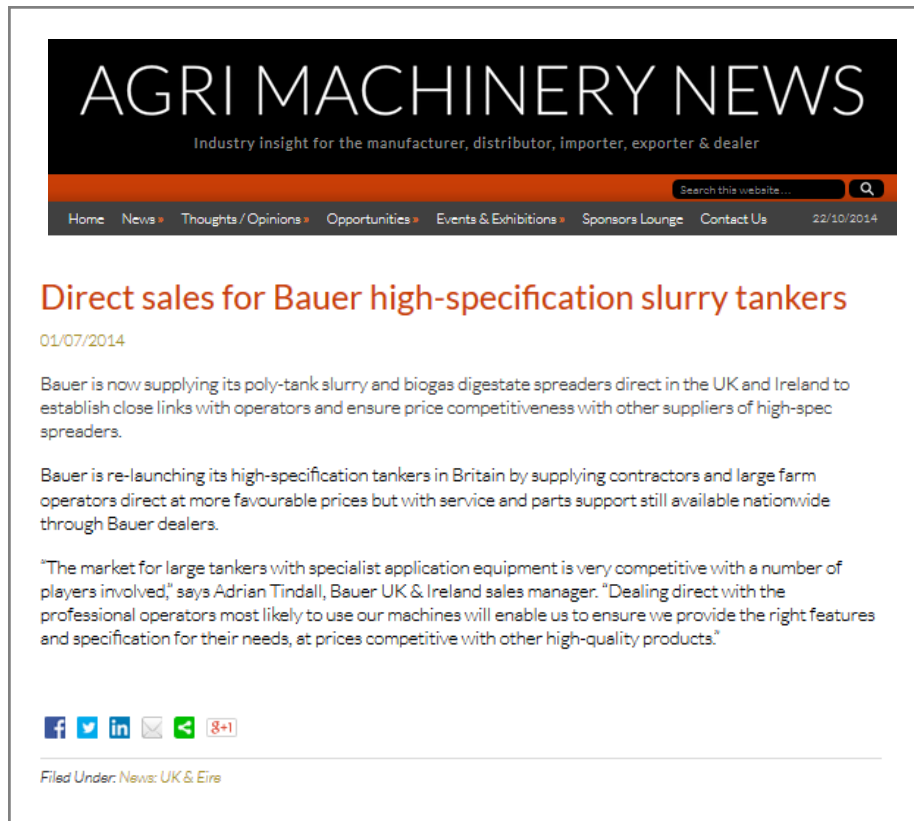 AGRI MACHINERY NEWS
Industry insight for the manufacturer, distributor, importer, exporter & dealer
Search this website...
Home News » Thoughts / Opinions » Opportunities » Events & Exhibitions » Sponsors Lounge Contact Us 22/10/2014
Direct sales for Bauer high-specification slurry tankers
01/07/2014
Bauer is now supplying its poly-tank slurry and biogas digestate spreaders direct in the UK and Ireland to
establish close links with operators and ensure price competitiveness with other suppliers of high-spec
spreaders.
Bauer is re-launching its high-specification tankers in Britain by supplying contractors and large farm
operators direct at more favourable prices but with service and parts support still available nationwide
through Bauer dealers.
“The market for large tankers with specialist application equipment is very competitive with a number of
players involved,” says Adrian Tindall, Bauer UK & Ireland sales manager. “Dealing direct with the
professional operators most likely to use our machines will enable us to ensure we provide the right features
and specification for their needs, at prices competitive with other high-quality products.”
f in g+1
Filed Under: News: UK & Eire